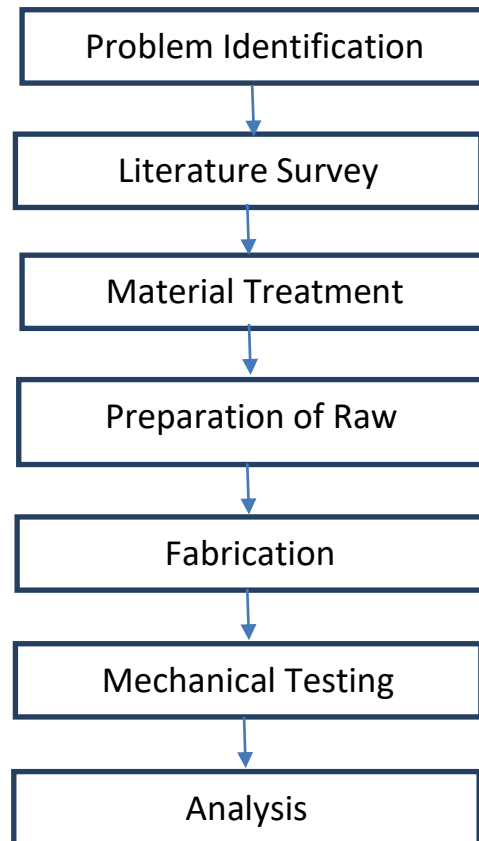 Problem Identification
Literature Survey
Material Treatment
Preparation of Raw
Fabrication
Mechanical Testing
Analysis